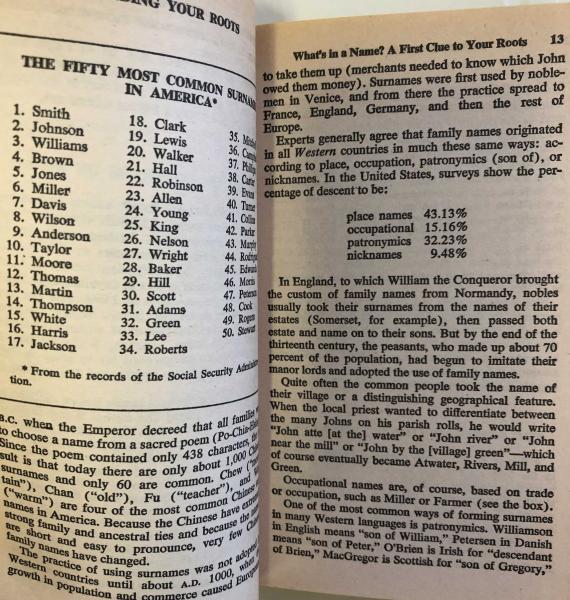 DING YOUR ROOTS
THE FIFTY MOST COMMON
IN AMERICA*
1. Smith
2. Johnson
3. Williams
4. Brown
5. Jones
6. Miller
7. Davis
8. Wilson
9. Anderson
10. Taylor
11. Moore
12. Thomas
13. Martin
14. Thompson
15. White
16. Harris
17. Jackson
18. Clark
19. Lewis
20. Walker
21. Hall
22. Robinson
23. Allen
24. Young
25. King
26. Nelson
27. Wright
28. Baker
29. Hill
30. Scott
31. Adams
32. Green
33. Lee
34. Roberts
35.
36.
37.
38.
39.
40.
41.
42.
43.
44.
45.
46.
47.
48. Cook
49.
50.
* From the records of the Social Security
tion.
B.C. when the Emperor decreed that all families
to choose a name from a sacred poem
Since the poem contained only 438 characters, the
sult is that today there are only about 1,000
surnames and only 60 are common. Chew
tain"), Chan ("old"), Fu ("teacher"), and
("warm") are four of the most common Chinese
names in America. Because the Chinese have
strong family and ancestral ties and because the
are short and easy to pronounce, very few
family names have changed.
The practice of using surnames was not
Western countries until about A.D. 1000, when
growth in population and commerce caused
What's in a Name? A First Clue to Your Roots 13
to take them up (merchants needed to know which John
owed them money). Surnames were first used by noble-
men in Venice, and from there the practice spread to
France, England, Germany, and then the rest of
Europe.
Experts generally agree that family names originated
in all Western countries in much these same ways: ac-
cording to place, occupation, patronymics (son of), or
nicknames. In the United States, surveys show the per-
centage of descent to be:
place names 43.13%
occupational 15.16%
patronymics 32.23%
nicknames 9.48%
In England, to which William the Conqueror brought
the custom of family names from Normandy, nobles
usually took their surnames from the names of their
estates (Somerset, for example), then passed both
estate and name on to their sons. But by the end of the
thirteenth century, the peasants, who made up about 70
percent of the population, had begun to imitate their
manor lords and adopted the use of family names.
Quite often the common people took the name of
their village or a distinguishing geographical feature.
When the local priest wanted to differentiate between
the many Johns on his parish rolls, he would write
"John atte [at the] water" or "John river" or "John
near the mill" or "John by the [village] green"—which
of course eventually became Atwater, Rivers, Mill, and
Green.
Occupational names are, of course, based on trade
or occupation, such as Miller or Farmer (see the box).
One of the most common ways of forming surnames
in many Western languages is patronymics. Williamson
in English means "son of William," Petersen in Danish
means "son of Peter," O'Brien is Irish for "descendant
of Brien," MacGregor is Scottish for "son of Gregory,"